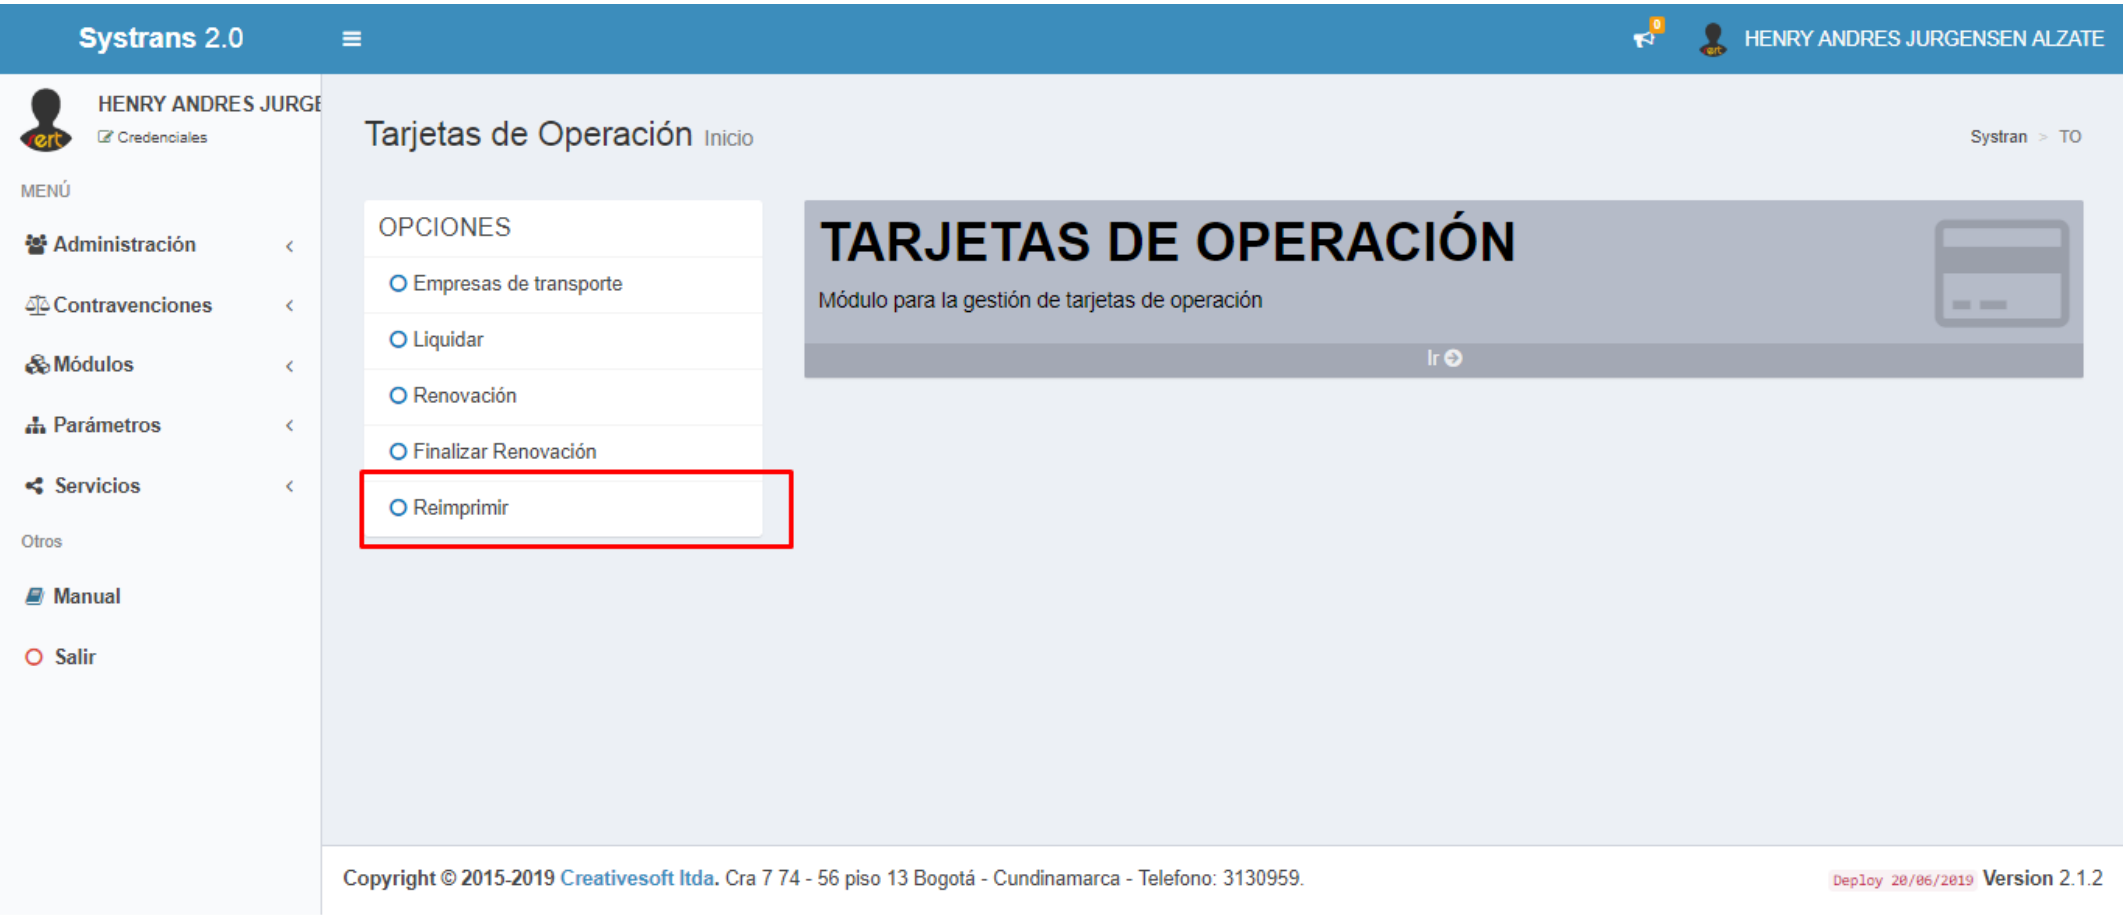 Systrans 2.0
0
HENRY ANDRES JURGENSEN ALZATE
HENRY ANDRES JURGE
Credenciales
MENÚ
Administración
Contravenciones
Módulos
Parámetros
Servicios
Otros
Manual
Salir
Tarjetas de Operación Inicio
Systran > TO
OPCIONES
Empresas de transporte
Liquidar
Renovación
Finalizar Renovación
Reimprimir
TARJETAS DE OPERACIÓN
Módulo para la gestión de tarjetas de operación
Ir
Copyright © 2015-2019 Creativesoft ltda. Cra 7 74 - 56 piso 13 Bogotá - Cundinamarca - Telefono: 3130959.
Deploy 20/06/2019 Version 2.1.2